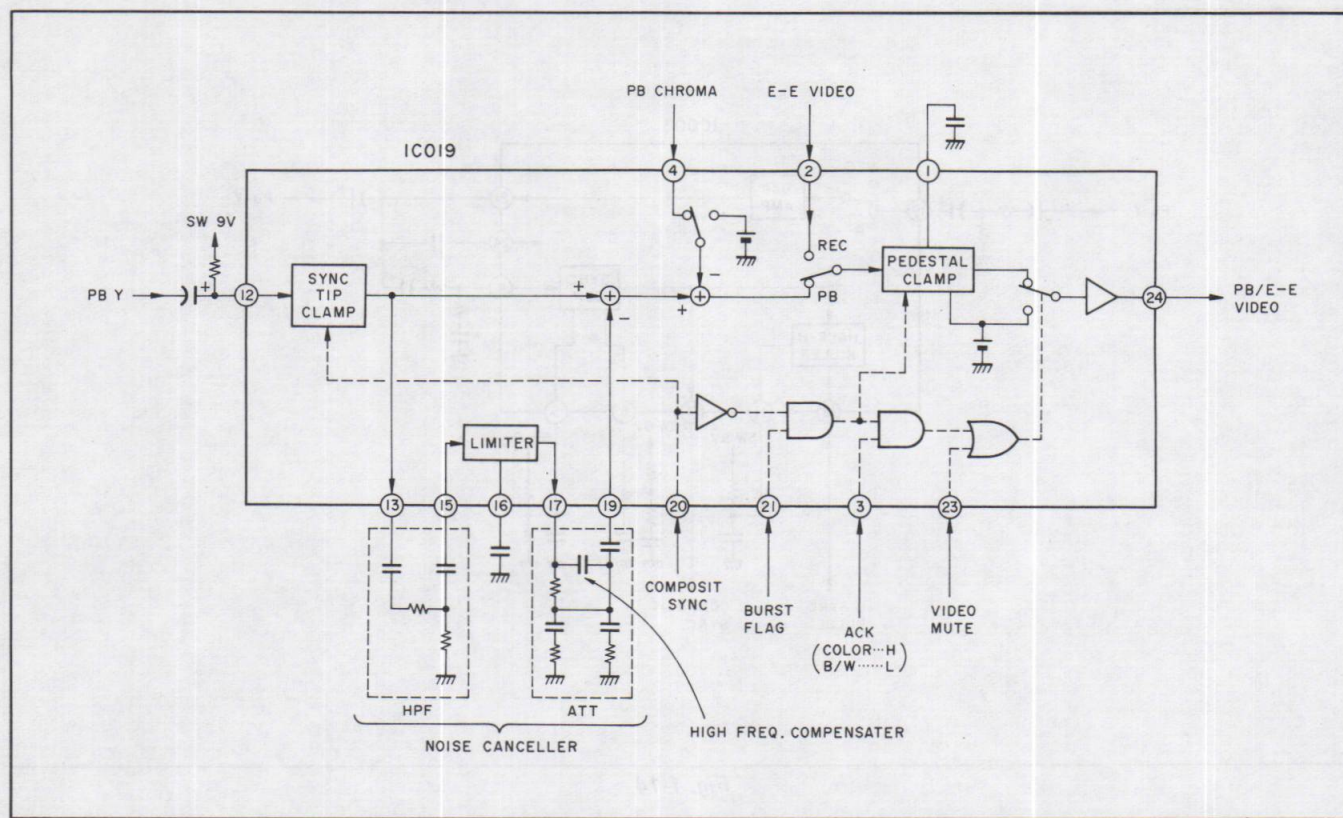 PB CHROMA
E-E VIDEO
IC019
4
2
1
SW 9V
REC
PB
PB Y
+
12
SYNC
TIP
CLAMP
+
+
−
−
+
+
+
PEDESTAL
CLAMP
24
PB/E-E
VIDEO
LIMITER
13
15
16
17
19
20
21
3
23
COMPOSIT
SYNC
BURST
FLAG
ACK
(COLOR···H
B/W······L)
VIDEO
MUTE
HPF
ATT
HIGH FREQ. COMPENSATER
NOISE CANCELLER